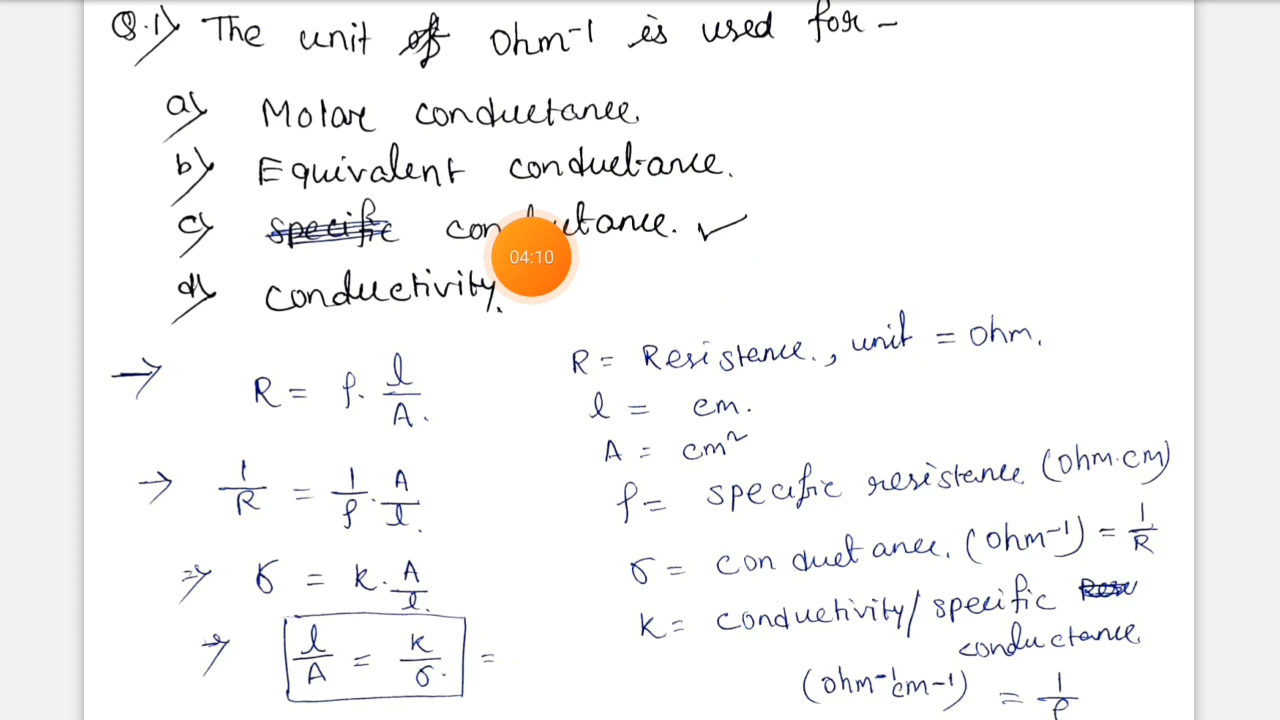 Q.1) The unit of Ohm-1 is used for -
a) Molar conductance.
b) Equivalent conductance.
c) specific conductance. ✓
04:10
d) conductivity.
→ R = ρ. l/A.
R = Resistence., unit = ohm.
l = cm.
A = cm²
→ 1/R = 1/ρ . A/l.
ρ = specific resistance (ohm.cm)
⇒ σ = k. A/l.
σ = conductance. (ohm-1) = 1/R
k = conductivity/specific
conductance
⇒ l/A = k/σ. =
(ohm-1cm-1) = 1/ρ